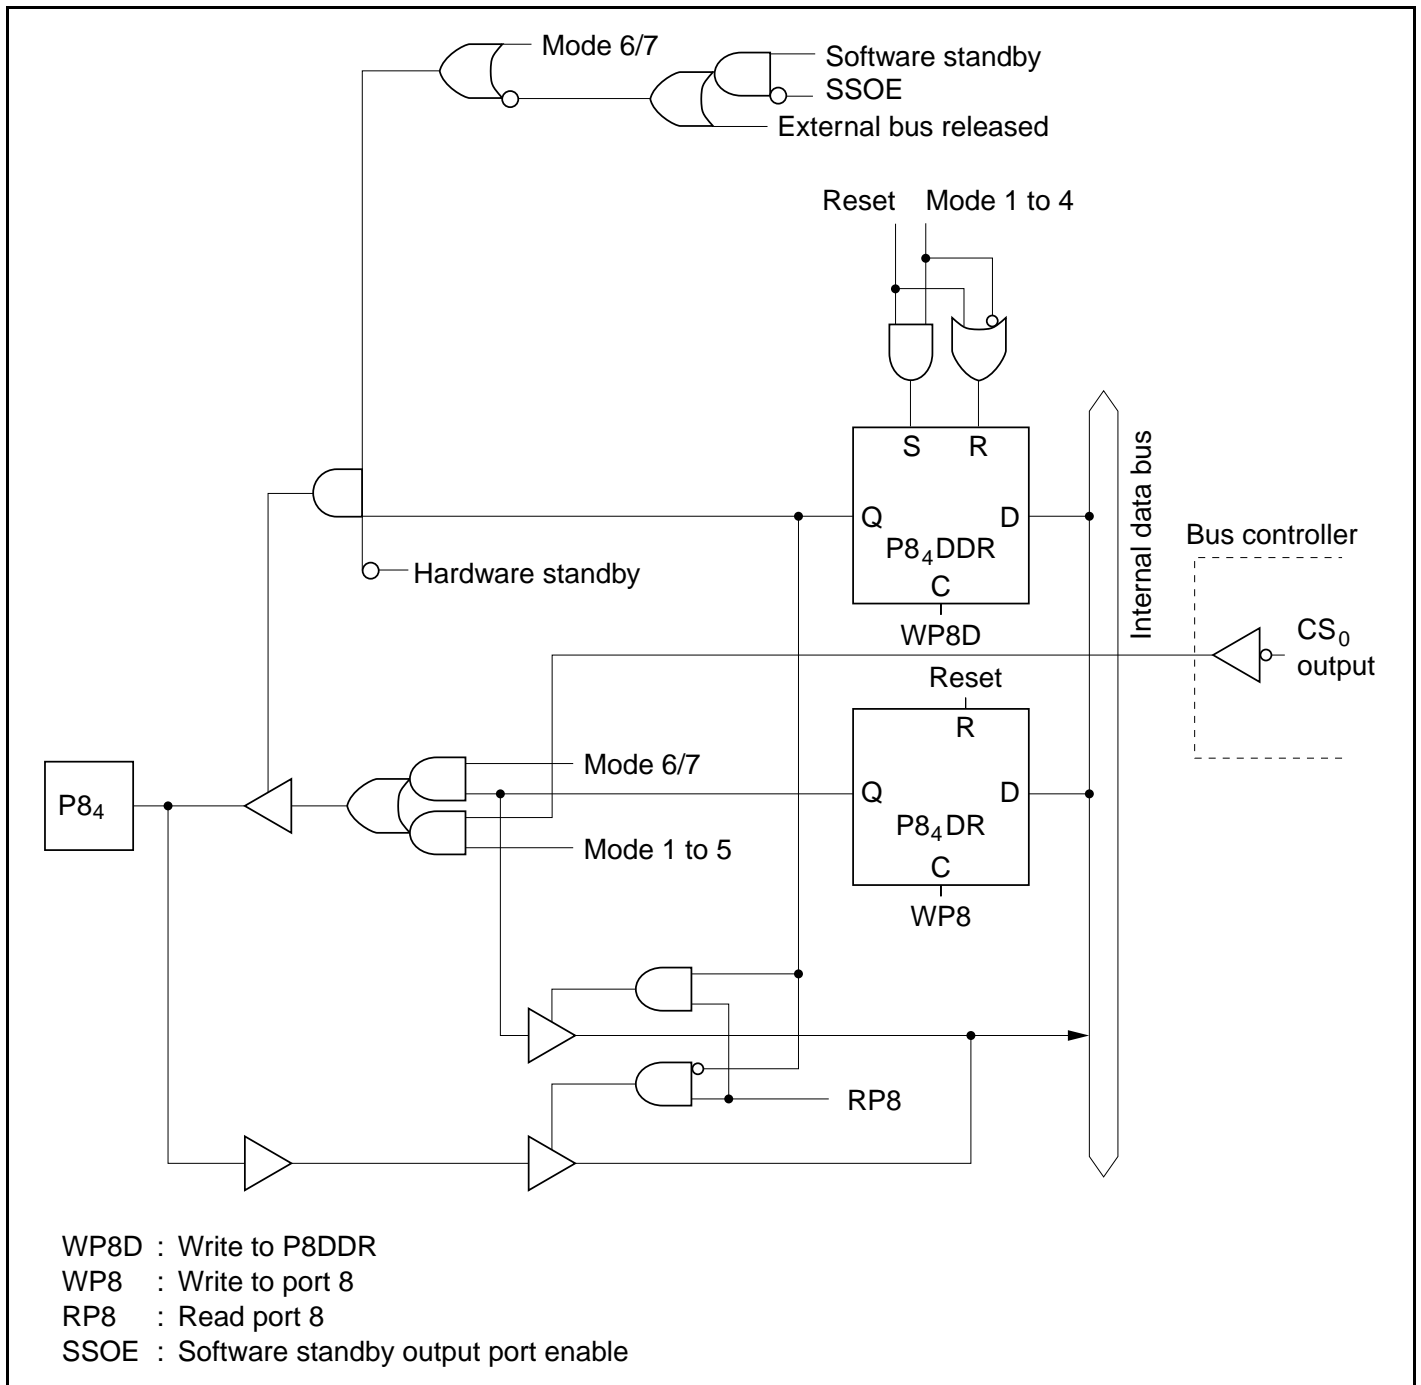 Mode 6/7
Software standby
SSOE
External bus released
Reset Mode 1 to 4
S R
Q D
P8₄DDR
C
WP8D
Hardware standby
Internal data bus
Bus controller
CS₀
output
Reset
R
Mode 6/7
Q D
P8₄DR
C
WP8
P8₄
Mode 1 to 5
RP8
WP8D : Write to P8DDR
WP8 : Write to port 8
RP8 : Read port 8
SSOE : Software standby output port enable